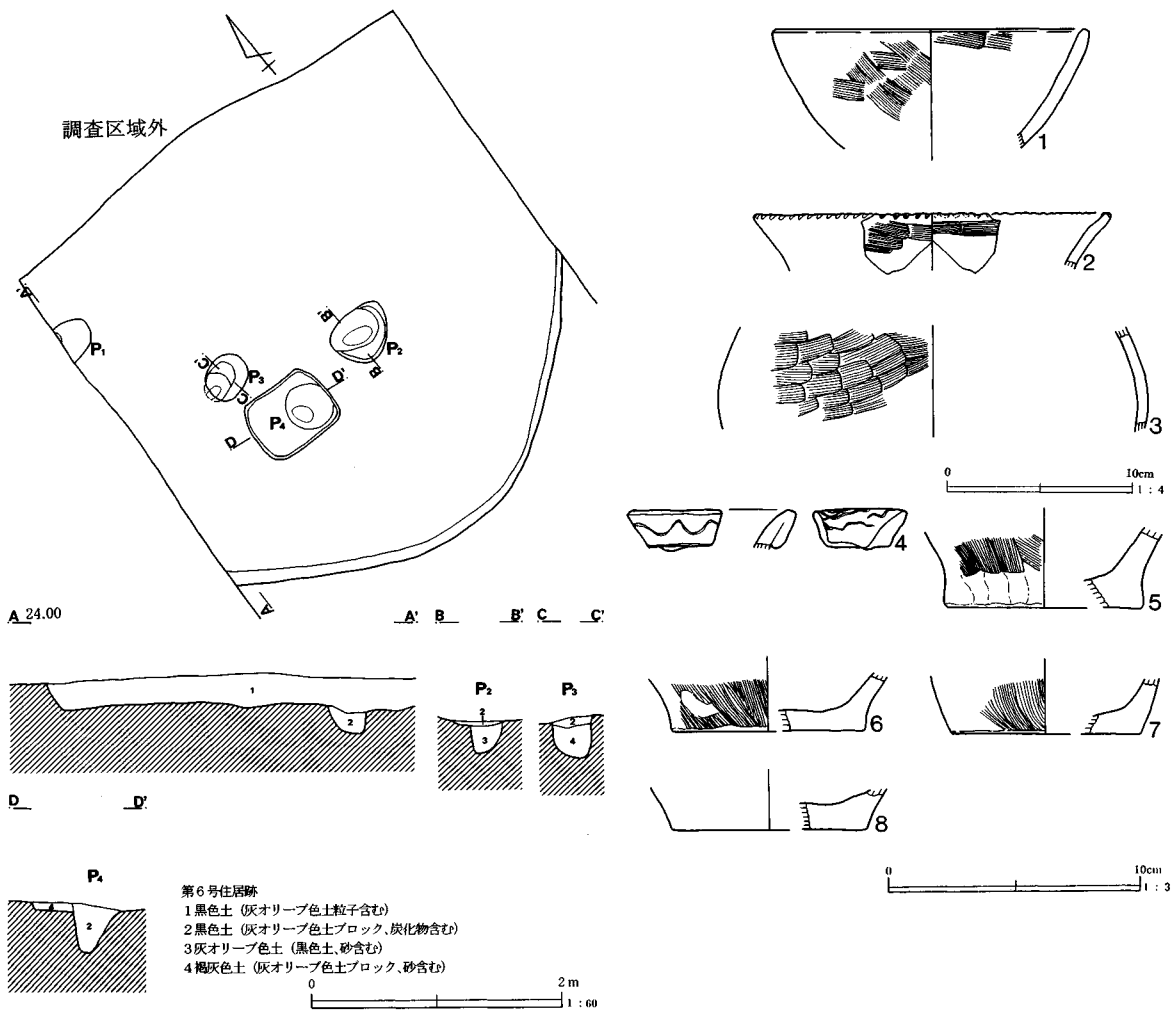 調査区域外
A'
P₁
B'
P₂
B
C'
P₃
C
D'
P₄
D
A
A 24.00
A'
B
B'
C
C'
1
2
P₂
2
3
P₃
2
4
D
D'
P₄
4
2
第6号住居跡
1黒色土（灰オリーブ色土粒子含む）
2黒色土（灰オリーブ色土ブロック、炭化物含む）
3灰オリーブ色土（黒色土、砂含む）
4褐灰色土（灰オリーブ色土ブロック、砂含む）
0 2m
1：60
1
2
3
0 10cm
1：4
4
5
6
7
8
0 10cm
1：3